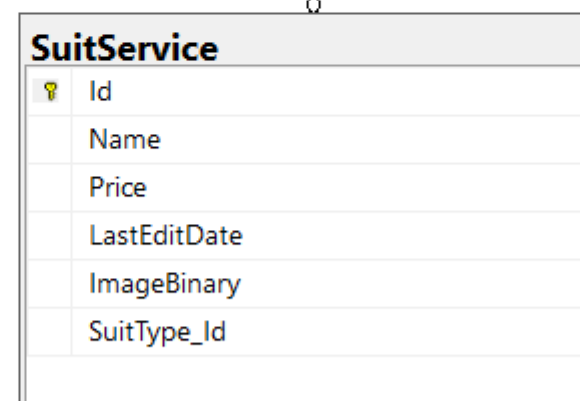 SuitService
Id
Name
Price
LastEditDate
ImageBinary
SuitType_Id